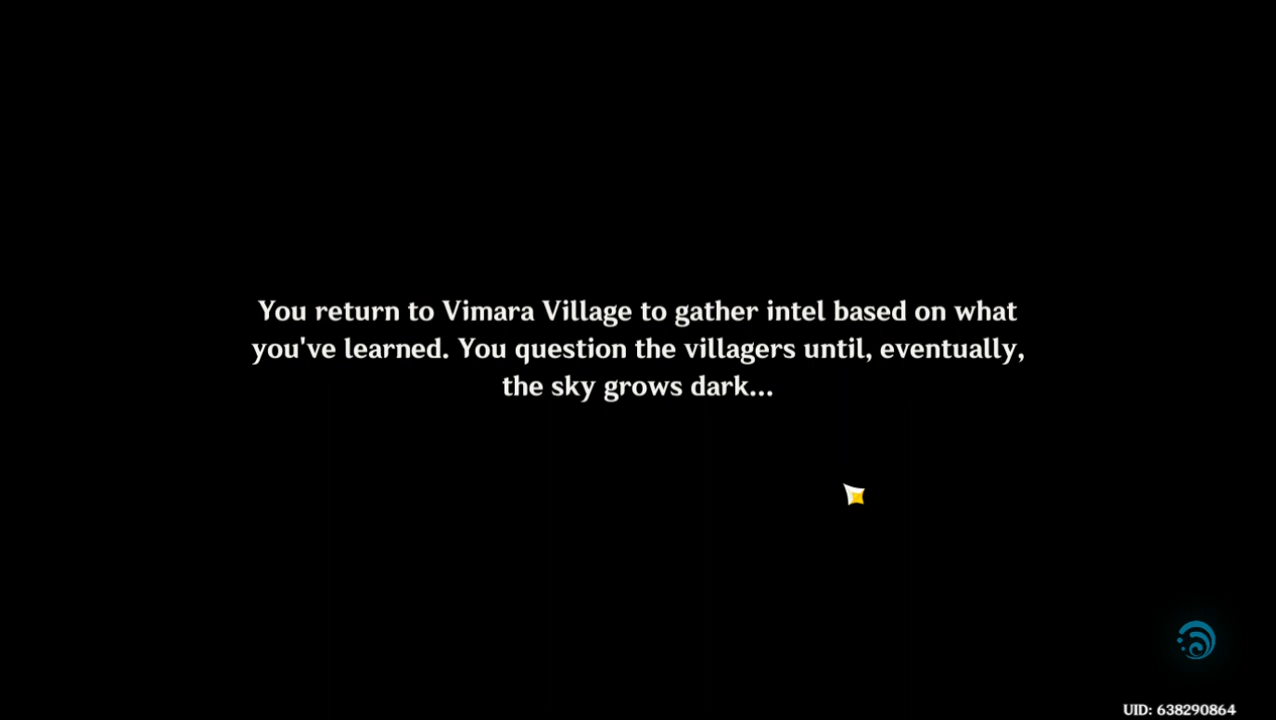 You return to Vimara Village to gather intel based on what
you've learned. You question the villagers until, eventually,
the sky grows dark...
UID: 638290864